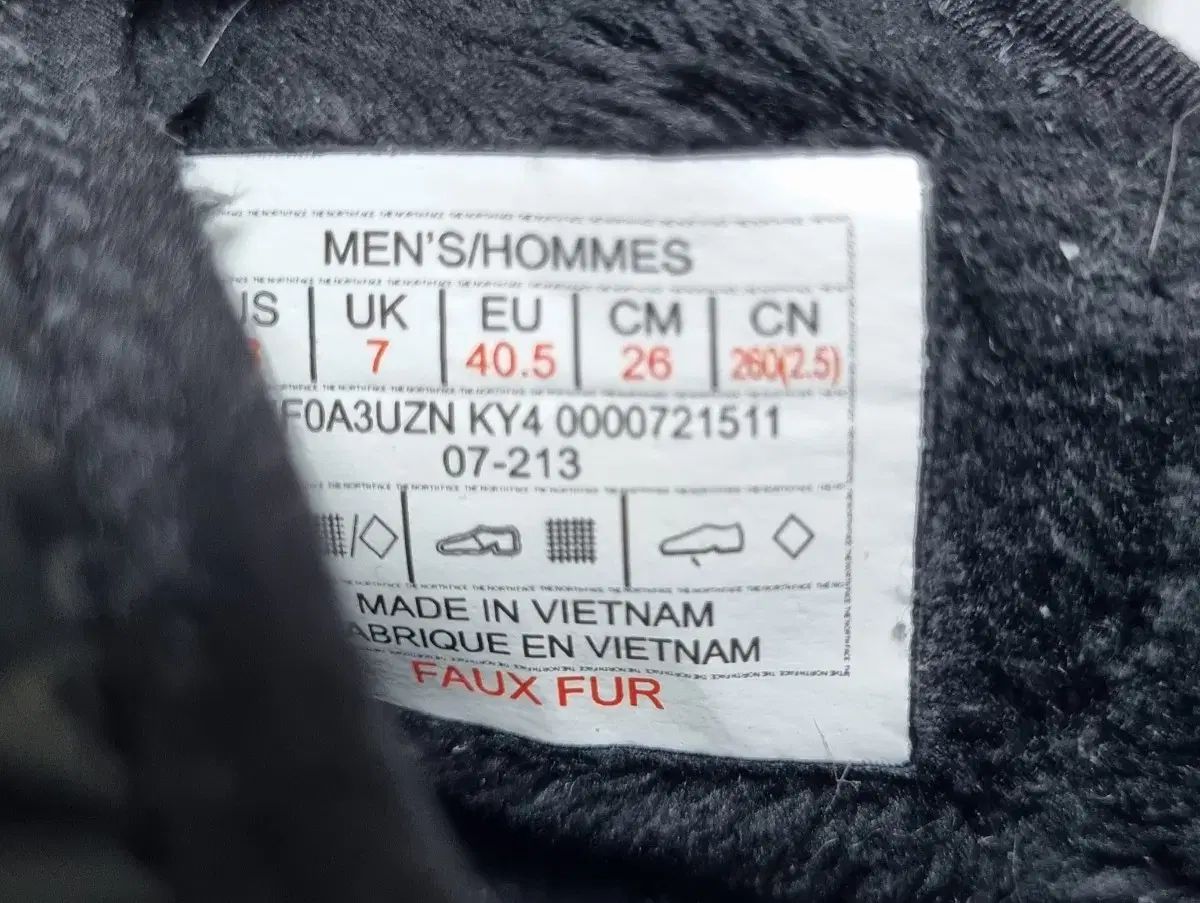 MEN'S/HOMMES
UK EU CM CN
7 40.5 26 260(2.5)
F0A3UZN KY4 0000721511
07-213
MADE IN VIETNAM
ABRIQUE EN VIETNAM
FAUX FUR